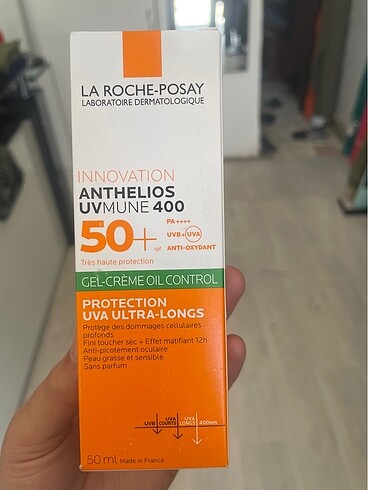 LA ROCHE-POSAY
LABORATOIRE DERMATOLOGIQUE
INNOVATION
ANTHELIOS
UVMUNE 400
50+ SPF
PA++++
UVB+UVA
ANTI-OXYDANT
Très haute protection
GEL-CRÈME OIL CONTROL
PROTECTION
UVA ULTRA-LONGS
Protège des dommages cellulaires
profonds
Fini toucher sec + Effet matifiant 12h
Anti-picotement oculaire
Peau grasse et sensible
Sans parfum
UVB
UVA COURTS
UVA LONGS
400nm
50 ml Made in France